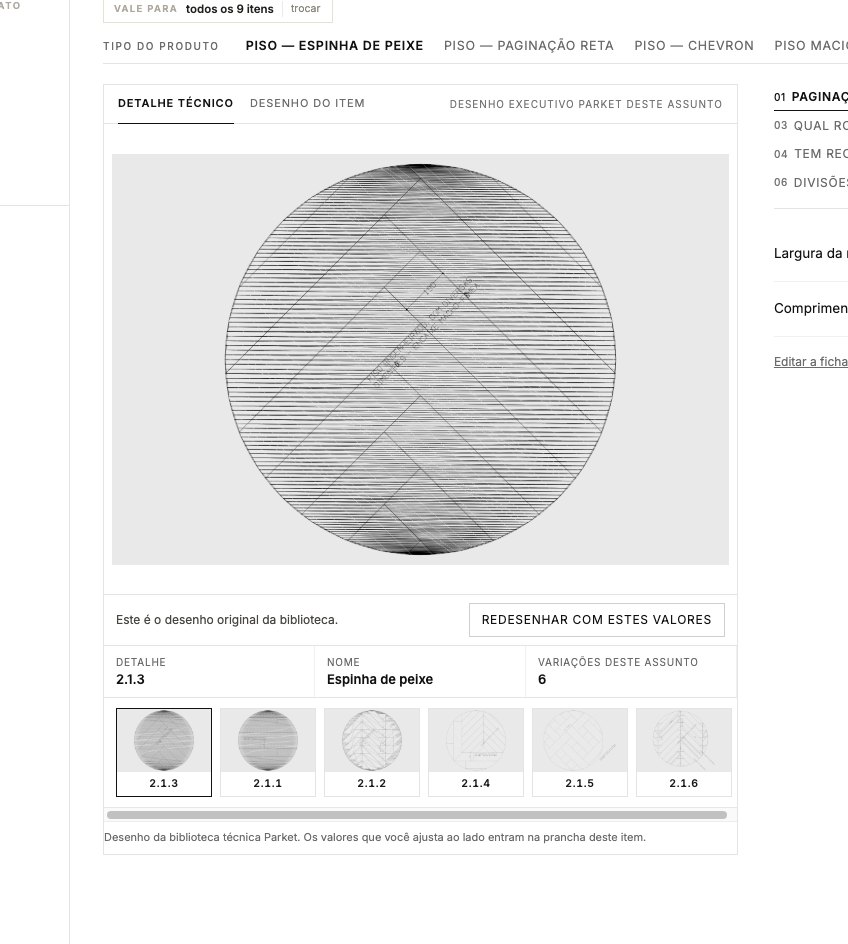 ATO
VALE PARA todos os 9 itens trocar
TIPO DO PRODUTO PISO — ESPINHA DE PEIXE PISO — PAGINAÇÃO RETA PISO — CHEVRON PISO MACI
DETALHE TÉCNICO DESENHO DO ITEM DESENHO EXECUTIVO PARKET DESTE ASSUNTO
01 PAGINAÇ
03 QUAL RO
04 TEM REC
06 DIVISÕE
Largura da
Comprimen
Editar a ficha
Este é o desenho original da biblioteca. REDESENHAR COM ESTES VALORES
DETALHE NOME VARIAÇÕES DESTE ASSUNTO
2.1.3 Espinha de peixe 6
2.1.3 2.1.1 2.1.2 2.1.4 2.1.5 2.1.6
Desenho da biblioteca técnica Parket. Os valores que você ajusta ao lado entram na prancha deste item.